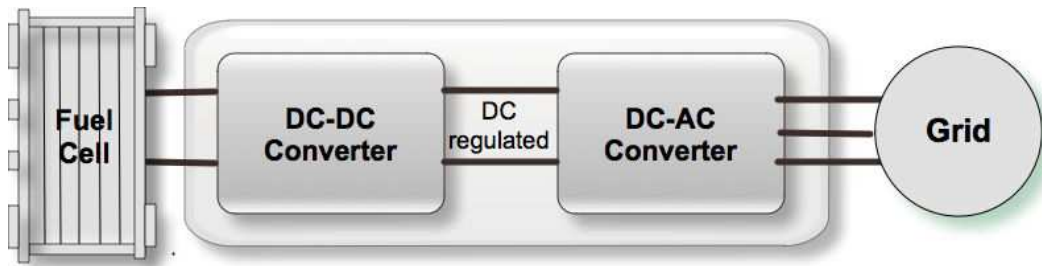 Fuel
Cell
DC-DC
Converter
DC
regulated
DC-AC
Converter
Grid